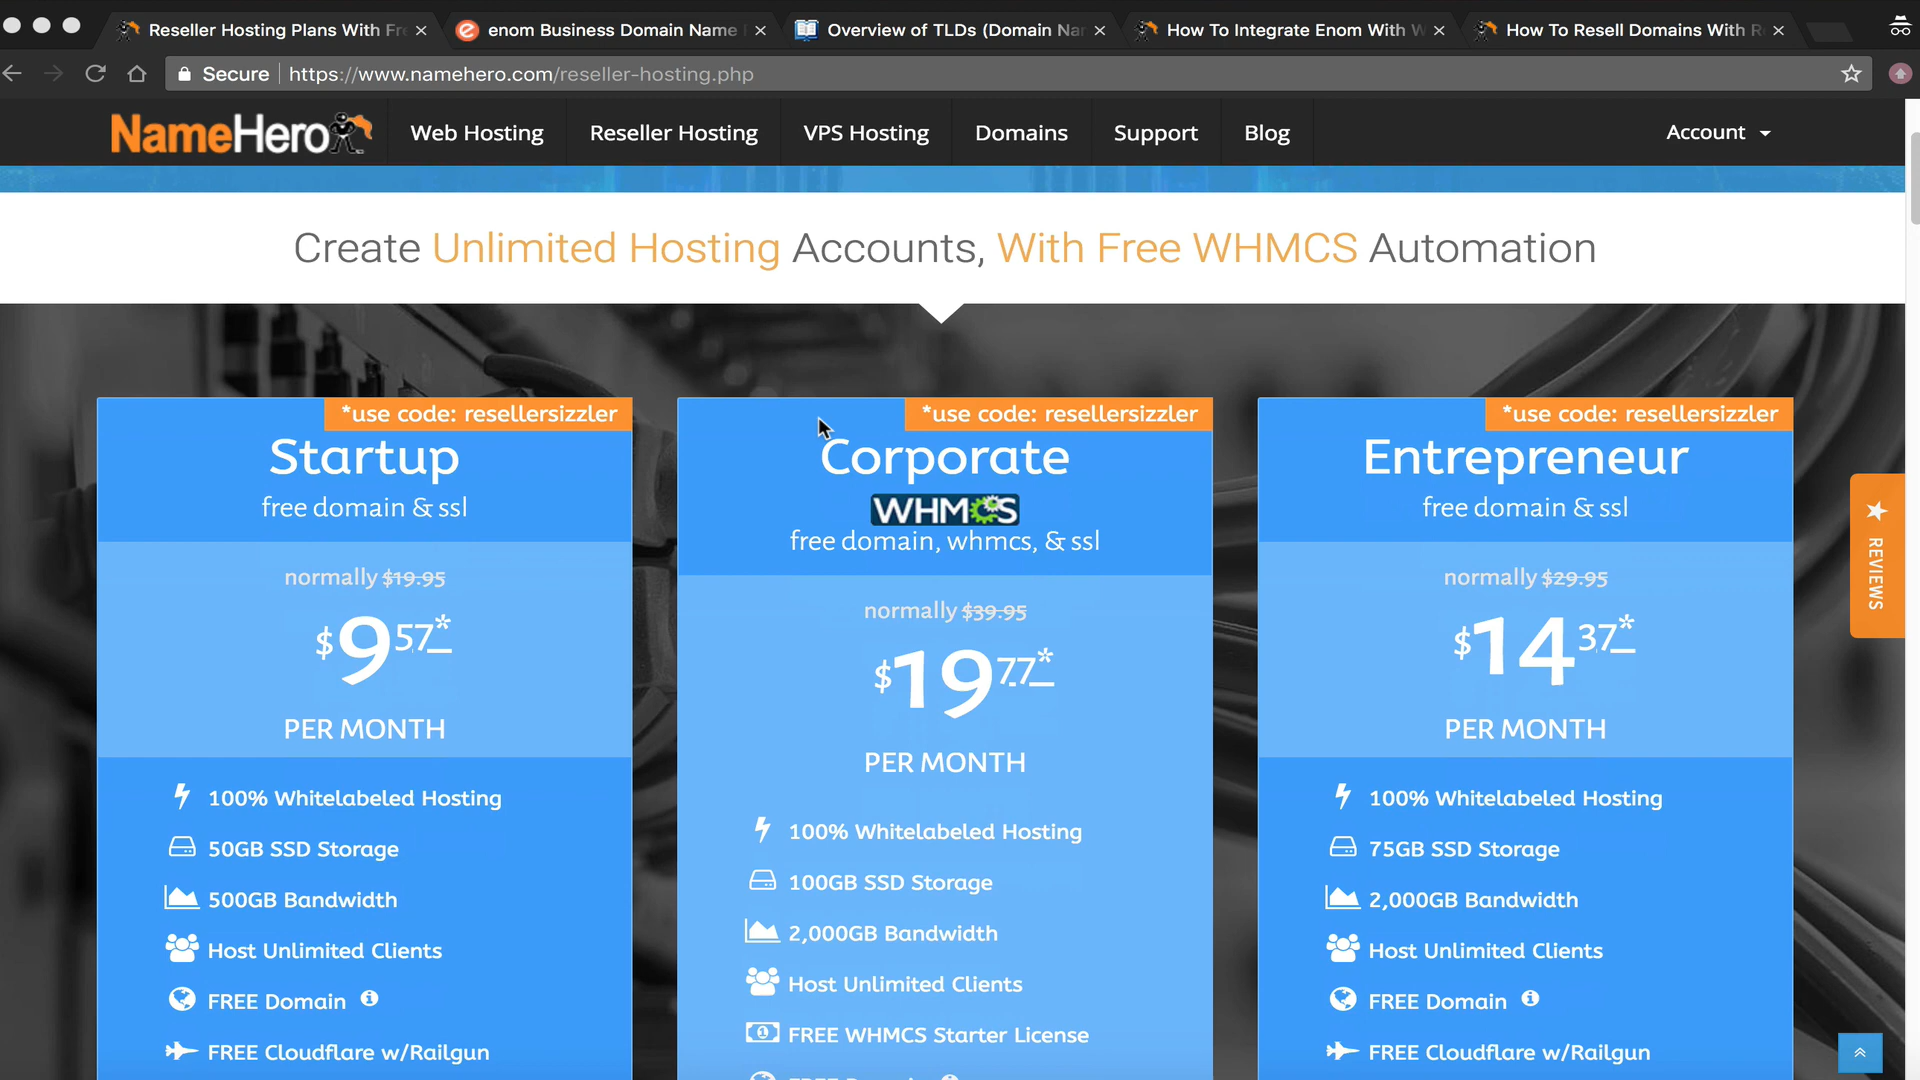 Reseller Hosting Plans With Fre
enom Business Domain Name
Overview of TLDs (Domain Nar
How To Integrate Enom With W
How To Resell Domains With R
Secure
https://www.namehero.com/reseller-hosting.php
NameHero
Web Hosting
Reseller Hosting
VPS Hosting
Domains
Support
Blog
Account
Create Unlimited Hosting Accounts, With Free WHMCS Automation
*use code: resellersizzler
Startup
free domain & ssl
normally $19.95
$9.57*
PER MONTH
100% Whitelabeled Hosting
50GB SSD Storage
500GB Bandwidth
Host Unlimited Clients
FREE Domain
FREE Cloudflare w/Railgun
*use code: resellersizzler
Corporate
WHMCS
free domain, whmcs, & ssl
normally $39.95
$19.77*
PER MONTH
100% Whitelabeled Hosting
100GB SSD Storage
2,000GB Bandwidth
Host Unlimited Clients
FREE WHMCS Starter License
*use code: resellersizzler
Entrepreneur
free domain & ssl
normally $29.95
$14.37*
PER MONTH
100% Whitelabeled Hosting
75GB SSD Storage
2,000GB Bandwidth
Host Unlimited Clients
FREE Domain
FREE Cloudflare w/Railgun
REVIEWS